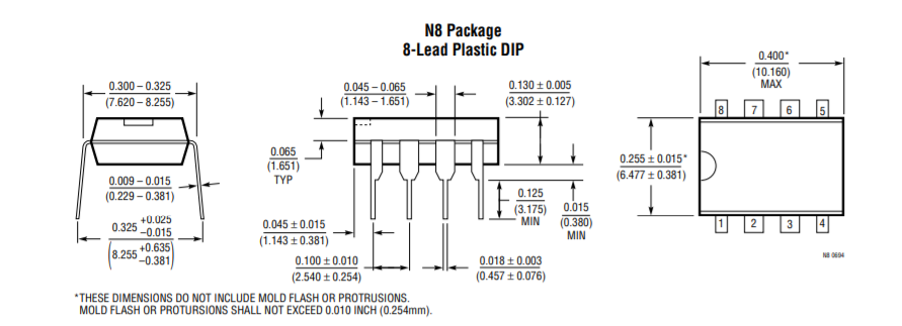 N8 Package
8-Lead Plastic DIP
0.300 – 0.325
(7.620 – 8.255)
0.009 – 0.015
(0.229 – 0.381)
0.325 +0.025
–0.015
(8.255 +0.635
–0.381)
0.045 – 0.065
(1.143 – 1.651)
0.130 ± 0.005
(3.302 ± 0.127)
0.065
(1.651)
TYP
0.125
(3.175)
MIN
0.015
(0.380)
MIN
0.045 ± 0.015
(1.143 ± 0.381)
0.100 ± 0.010
(2.540 ± 0.254)
0.018 ± 0.003
(0.457 ± 0.076)
0.400*
(10.160)
MAX
8 7 6 5
0.255 ± 0.015*
(6.477 ± 0.381)
1 2 3 4
N8 0694
*THESE DIMENSIONS DO NOT INCLUDE MOLD FLASH OR PROTRUSIONS.
MOLD FLASH OR PROTURSIONS SHALL NOT EXCEED 0.010 INCH (0.254mm).